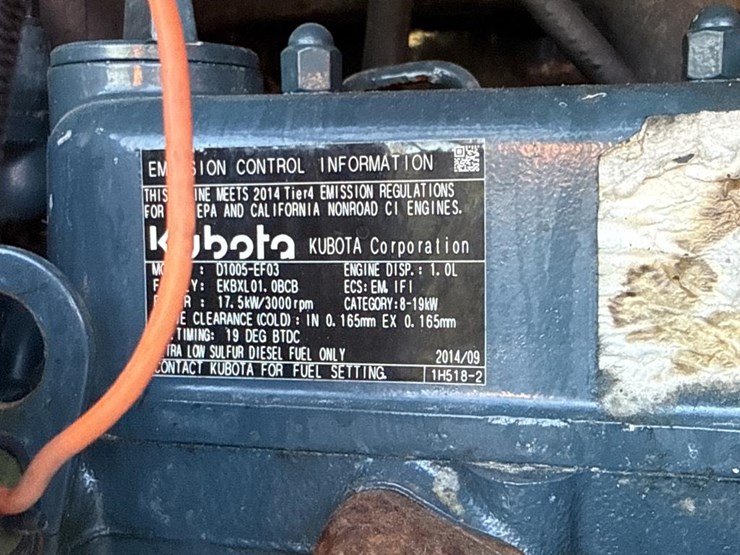 EMISSION CONTROL INFORMATION
THIS ENGINE MEETS 2014 Tier4 EMISSION REGULATIONS
FOR EPA AND CALIFORNIA NONROAD CI ENGINES.
Kubota KUBOTA Corporation
: D1005-EF03 ENGINE DISP.: 1.0L
: EKBXL01.0BCB ECS: EM, IFI
: 17.5kW/3000rpm CATEGORY: 8-19kW
CLEARANCE (COLD) : IN 0.165mm EX 0.165mm
TIMING: 19 DEG BTDC
ULTRA LOW SULFUR DIESEL FUEL ONLY 2014/09
CONTACT KUBOTA FOR FUEL SETTING. 1H518-2